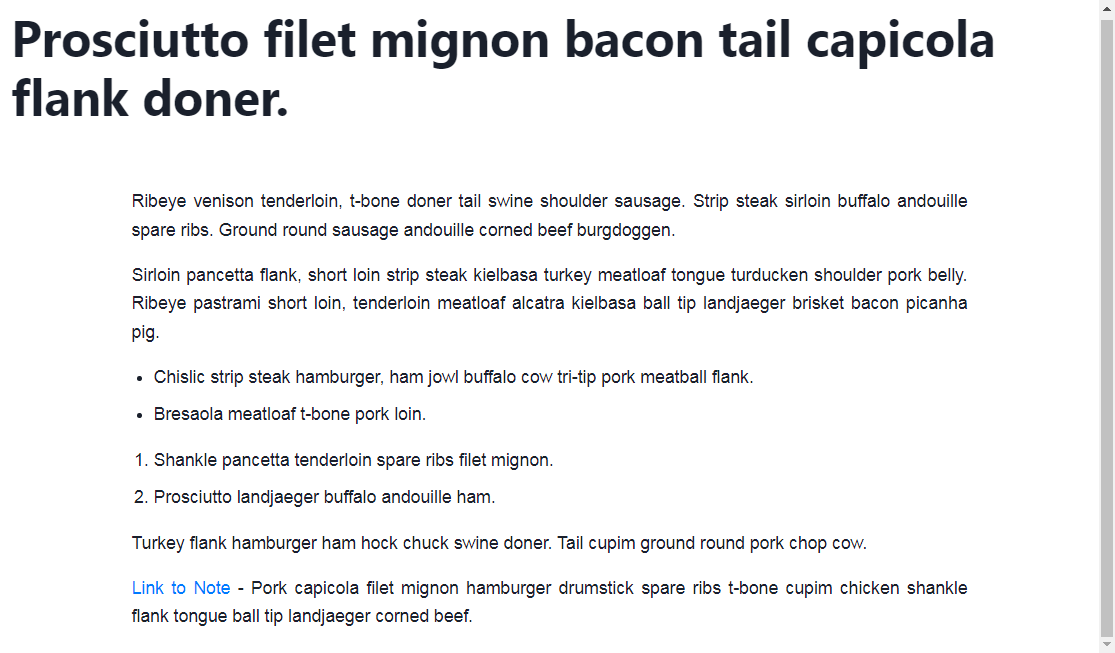 Prosciutto filet mignon bacon tail capicola
flank doner.
Ribeye venison tenderloin, t-bone doner tail swine shoulder sausage. Strip steak sirloin buffalo andouille
spare ribs. Ground round sausage andouille corned beef burgdoggen.
Sirloin pancetta flank, short loin strip steak kielbasa turkey meatloaf tongue turducken shoulder pork belly.
Ribeye pastrami short loin, tenderloin meatloaf alcatra kielbasa ball tip landjaeger brisket bacon picanha
pig.
• Chislic strip steak hamburger, ham jowl buffalo cow tri-tip pork meatball flank.
• Bresaola meatloaf t-bone pork loin.
1. Shankle pancetta tenderloin spare ribs filet mignon.
2. Prosciutto landjaeger buffalo andouille ham.
Turkey flank hamburger ham hock chuck swine doner. Tail cupim ground round pork chop cow.
Link to Note - Pork capicola filet mignon hamburger drumstick spare ribs t-bone cupim chicken shankle
flank tongue ball tip landjaeger corned beef.